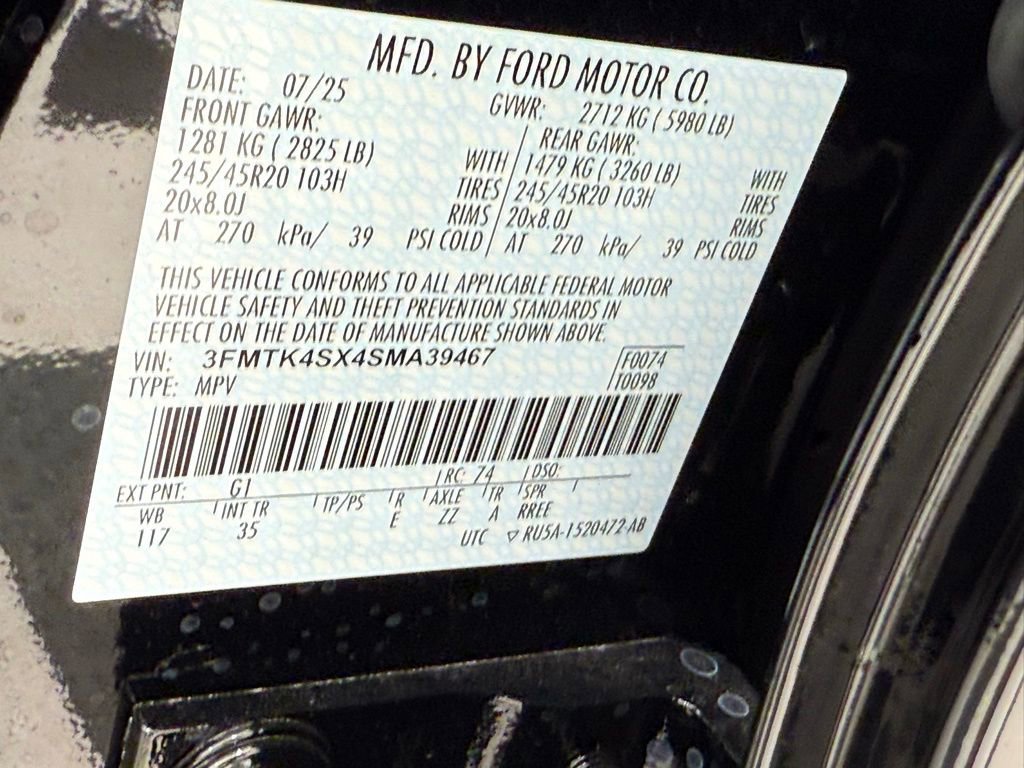 MFD. BY FORD MOTOR CO.
DATE: 07/25 GVWR: 2712 KG ( 5980 LB)
FRONT GAWR: REAR GAWR:
1281 KG ( 2825 LB) WITH 1479 KG ( 3260 LB) WITH
245/45R20 103H TIRES 245/45R20 103H TIRES
20x8.0J RIMS 20x8.0J RIMS
AT 270 kPa/ 39 PSI COLD AT 270 kPa/ 39 PSI COLD
THIS VEHICLE CONFORMS TO ALL APPLICABLE FEDERAL MOTOR
VEHICLE SAFETY AND THEFT PREVENTION STANDARDS IN
EFFECT ON THE DATE OF MANUFACTURE SHOWN ABOVE.
VIN: 3FMTK4SX4SMA39467 F0074
TYPE: MPV T0098
EXT PNT: G1 RC: 74 DSO:
WB INT TR TP/PS R AXLE TR SPR
117 35 E ZZ A RREE
UTC ▽ RU5A-1520472-AB